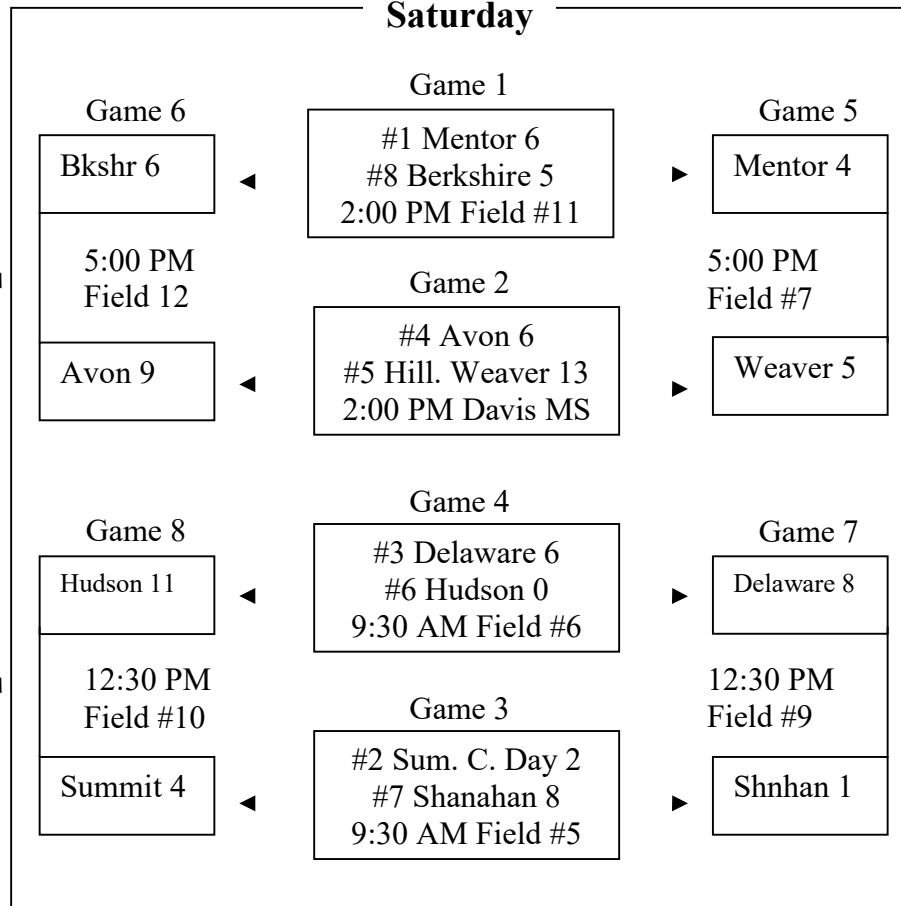 Saturday
Game 1
Game 6
Game 5
#1 Mentor 6
#8 Berkshire 5
2:00 PM Field #11
Bkshr 6
Mentor 4
5:00 PM
Field 12
5:00 PM
Field #7
Game 2
#4 Avon 6
#5 Hill. Weaver 13
2:00 PM Davis MS
Avon 9
Weaver 5
Game 4
Game 8
Game 7
#3 Delaware 6
#6 Hudson 0
9:30 AM Field #6
Hudson 11
Delaware 8
12:30 PM
Field #10
12:30 PM
Field #9
Game 3
#2 Sum. C. Day 2
#7 Shanahan 8
9:30 AM Field #5
Summit 4
Shnhan 1